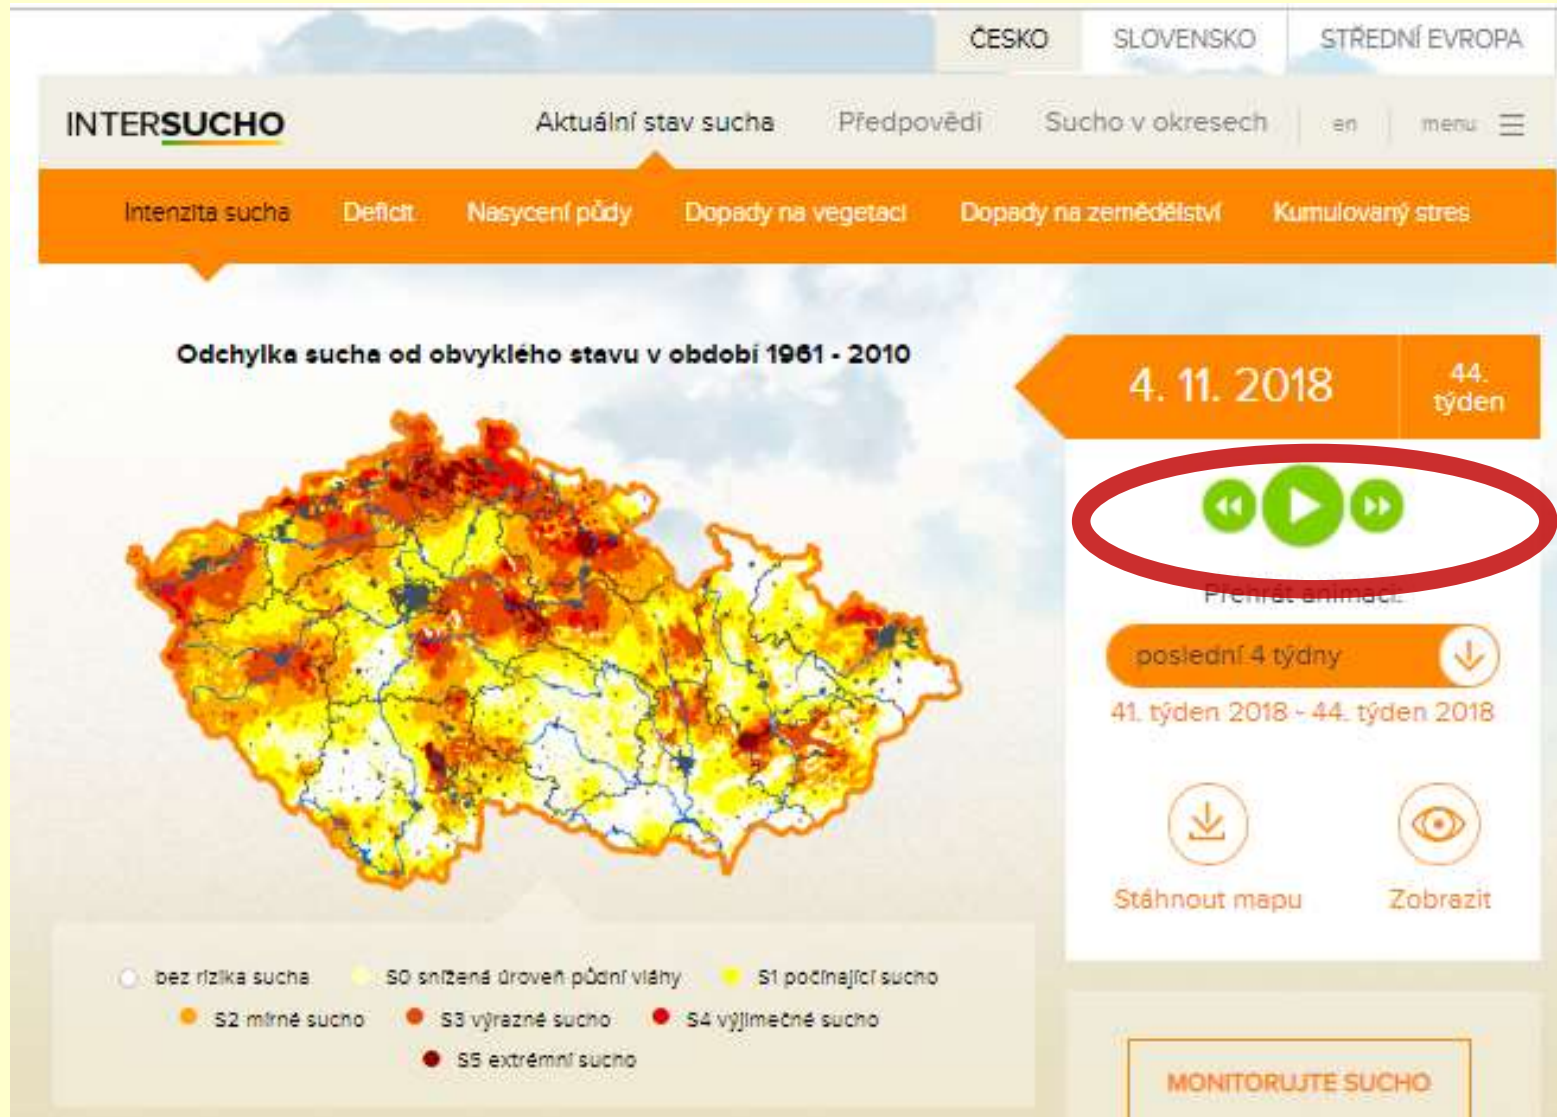 ČESKO SLOVENSKO STŘEDNÍ EVROPA
INTERSUCHO Aktuální stav sucha Předpovědi Sucho v okresech en menu
Intenzita sucha Deficit Nasycení půdy Dopady na vegetaci Dopady na zemědělství Kumulovaný stres
Odchylka sucha od obvyklého stavu v období 1961 - 2010
4. 11. 2018 44. týden
Přehrát animaci:
poslední 4 týdny
41. týden 2018 - 44. týden 2018
Stáhnout mapu Zobrazit
bez rizika sucha S0 snížená úroveň půdní vláhy S1 počínající sucho
S2 mírné sucho S3 výrazné sucho S4 výjimečné sucho
S5 extrémní sucho
MONITORUJTE SUCHO